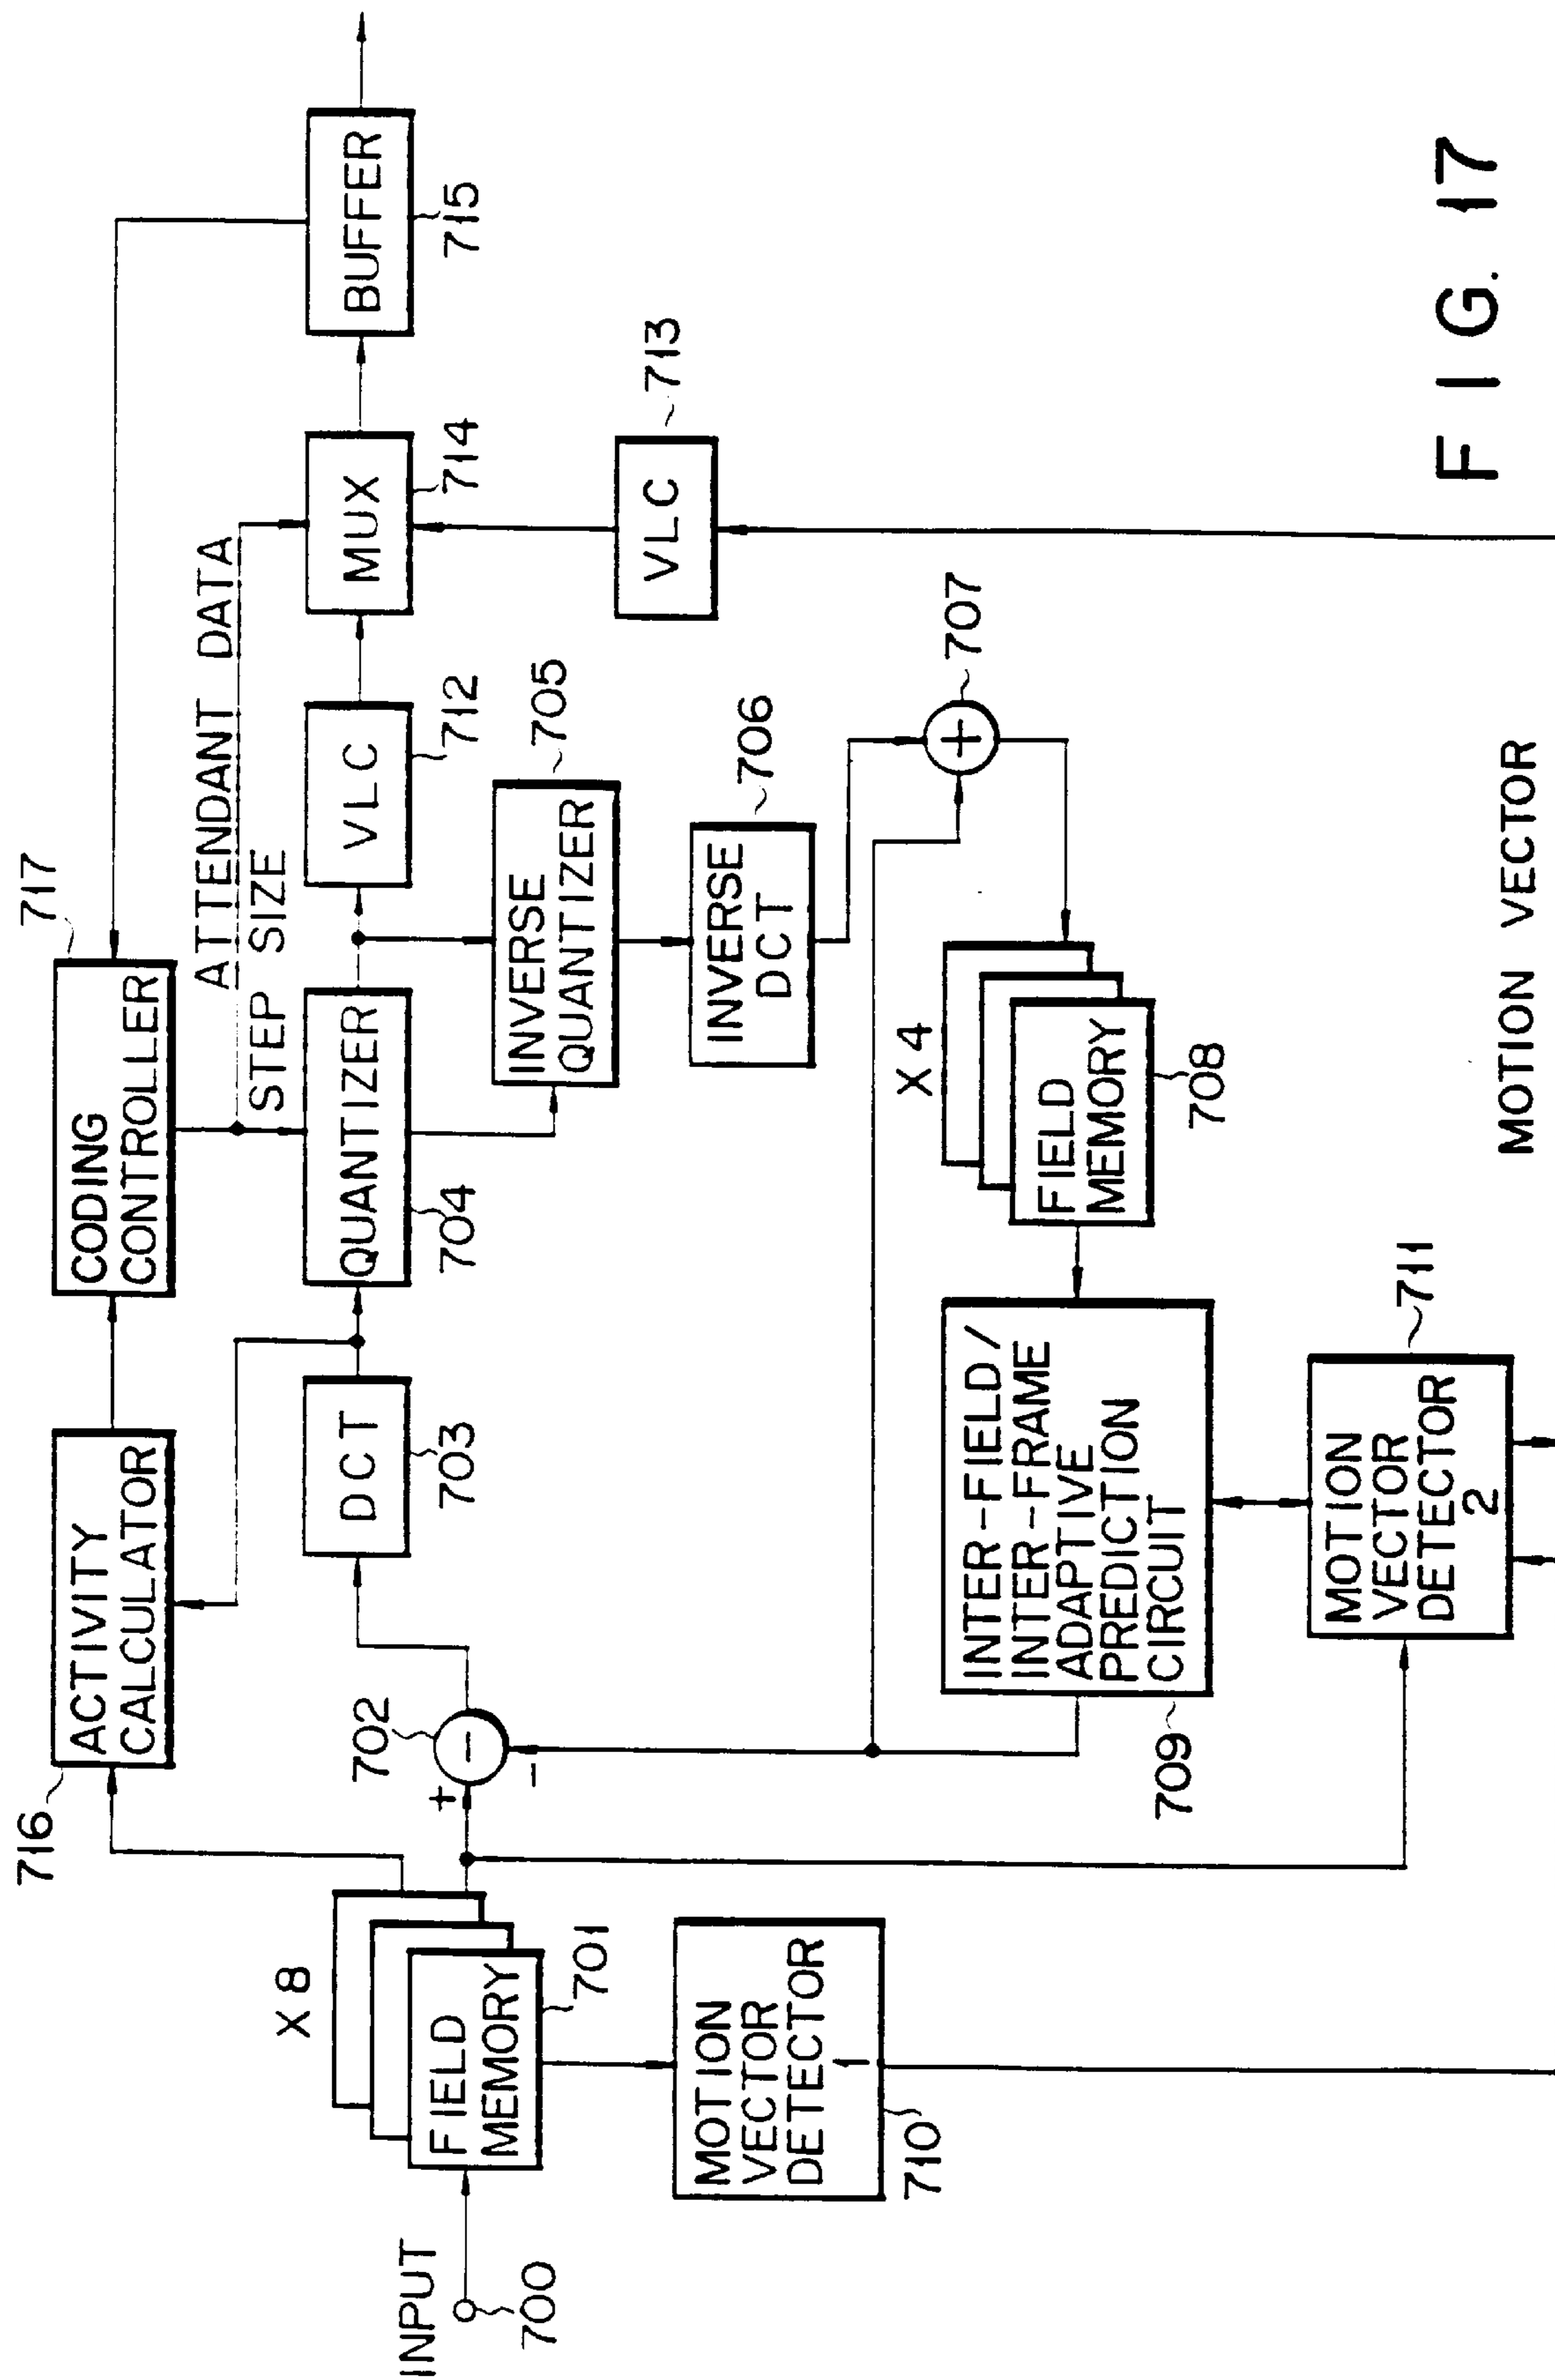 717
716
ACTIVITY
CALCULATOR
CODING
CONTROLLER
ATTENDANT DATA
STEP SIZE
X 8
FIELD
MEMORY
701
INPUT
700
702
+
-
-
DCT
703
QUANTIZER
704
VLC
712
MUX
714
BUFFER
715
INVERSE
QUANTIZER
705
VLC
713
MOTION
VECTOR
DETECTOR
1
710
INVERSE
DCT
706
+
707
X 4
FIELD
MEMORY
708
INTER-FIELD/
INTER-FRAME
ADAPTIVE
PREDICTION
CIRCUIT
709
MOTION
VECTOR
DETECTOR
2
711
MOTION VECTOR
FIG. 17